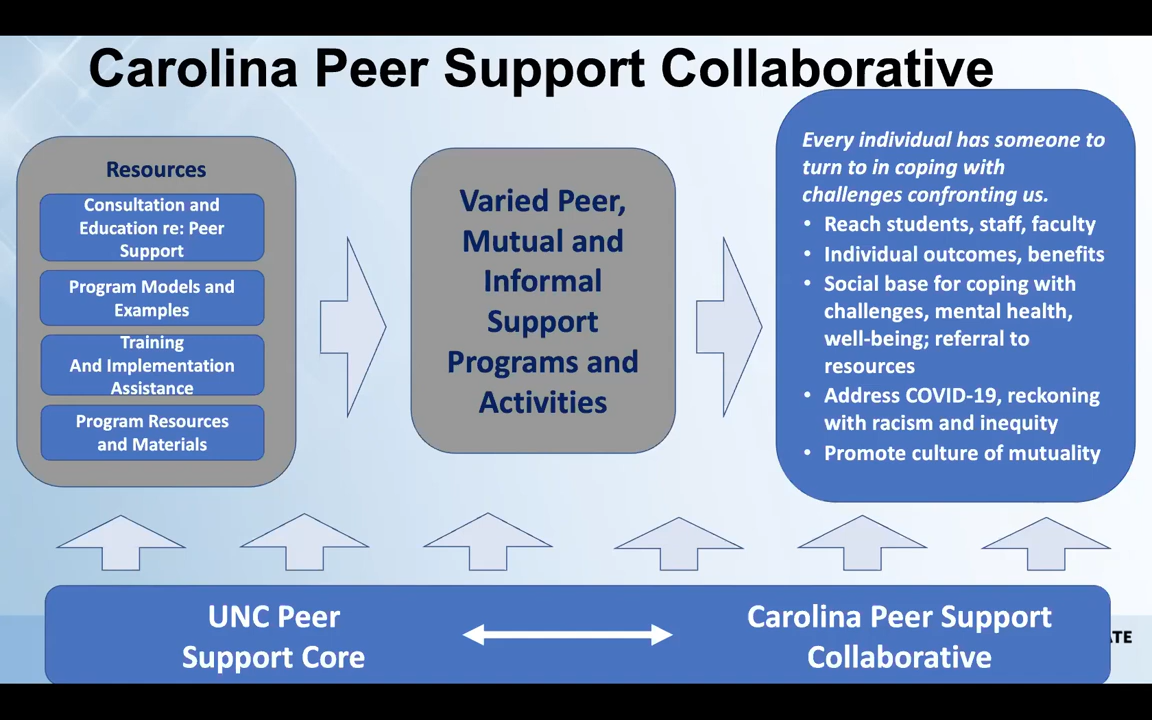 Carolina Peer Support Collaborative
Resources
Consultation and
Education re: Peer
Support
Program Models and
Examples
Training
And Implementation
Assistance
Program Resources
and Materials
Varied Peer,
Mutual and
Informal
Support
Programs and
Activities
Every individual has someone to
turn to in coping with
challenges confronting us.
• Reach students, staff, faculty
• Individual outcomes, benefits
• Social base for coping with
challenges, mental health,
well-being; referral to
resources
• Address COVID-19, reckoning
with racism and inequity
• Promote culture of mutuality
UNC Peer
Support Core
Carolina Peer Support
Collaborative